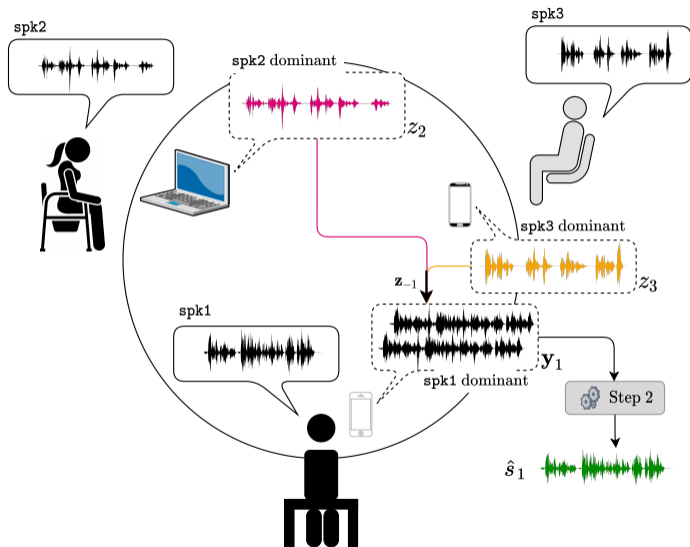 spk2
spk3
spk2 dominant
z₂
spk3 dominant
z₋₁
z₃
spk1
y₁
spk1 dominant
Step 2
ŝ₁